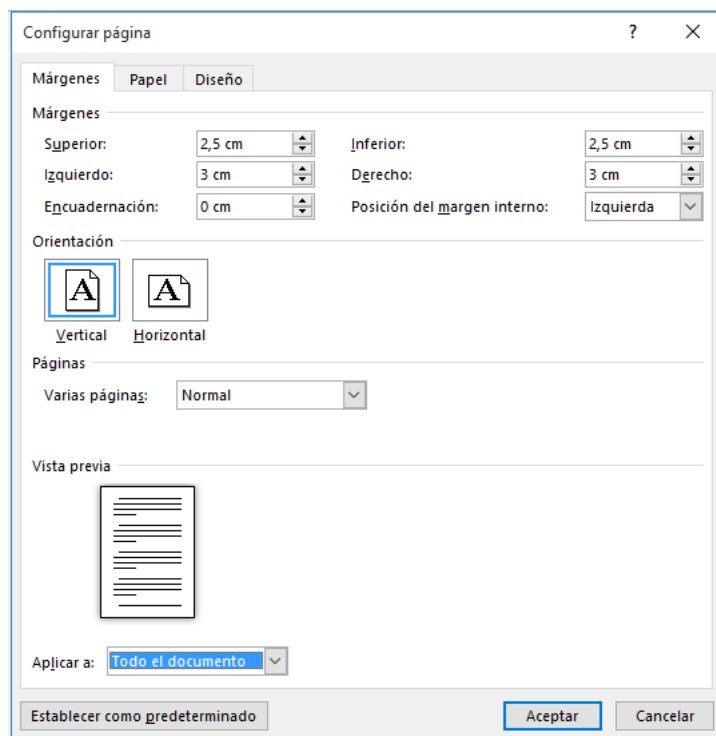 Configurar página ?
Márgenes Papel Diseño
Márgenes
Superior: 2,5 cm Inferior: 2,5 cm
Izquierdo: 3 cm Derecho: 3 cm
Encuadernación: 0 cm Posición del margen interno: Izquierda
Orientación
A A
Vertical Horizontal
Páginas
Varias páginas: Normal
Vista previa
Aplicar a: Todo el documento
Establecer como predeterminado Aceptar Cancelar